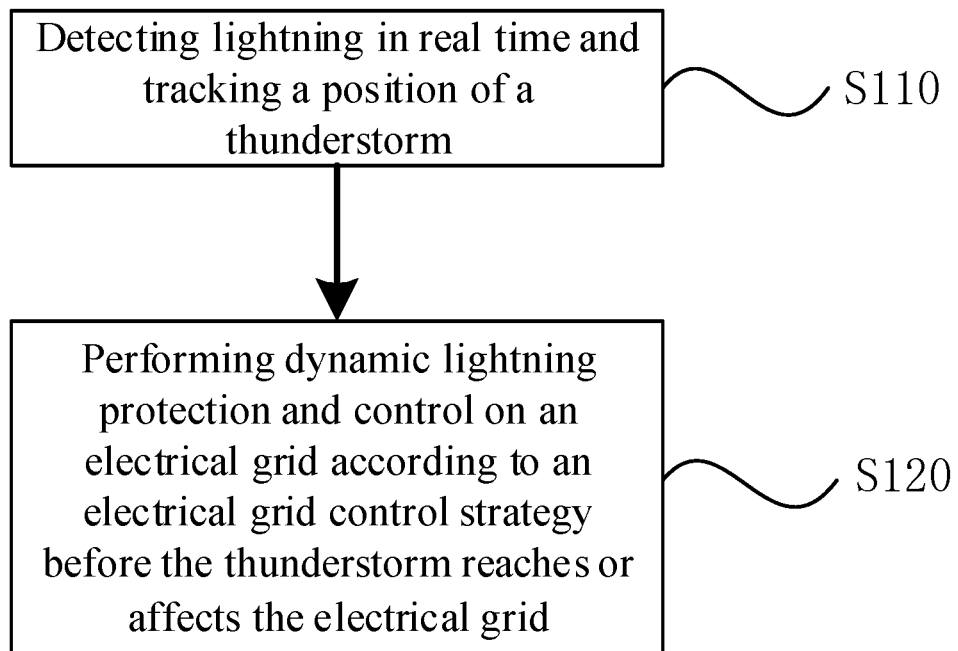 Detecting lightning in real time and
tracking a position of a
thunderstorm
S110
Performing dynamic lightning
protection and control on an
electrical grid according to an
electrical grid control strategy
before the thunderstorm reaches or
affects the electrical grid
S120